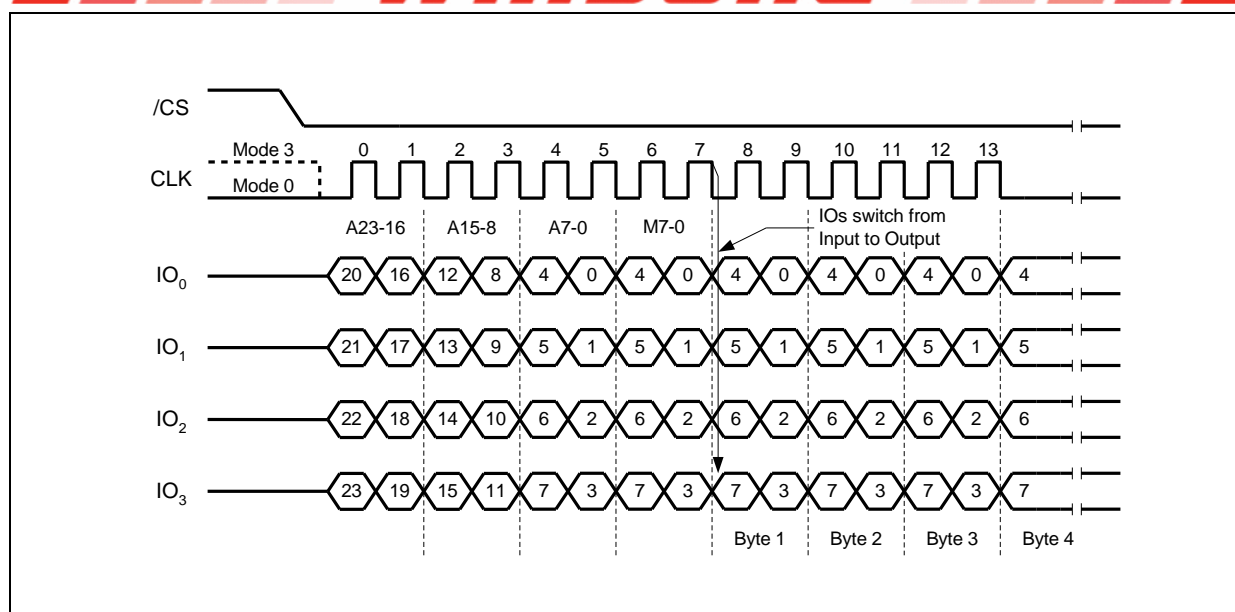 /CS
Mode 3
0 1 2 3 4 5 6 7 8 9 10 11 12 13
CLK
Mode 0
A23-16 A15-8 A7-0 M7-0
IOs switch from
Input to Output
IO0 20 16 12 8 4 0 4 0 4 0 4 0 4 0 4
IO1 21 17 13 9 5 1 5 1 5 1 5 1 5 1 5
IO2 22 18 14 10 6 2 6 2 6 2 6 2 6 2 6
IO3 23 19 15 11 7 3 7 3 7 3 7 3 7 3 7
Byte 1 Byte 2 Byte 3 Byte 4